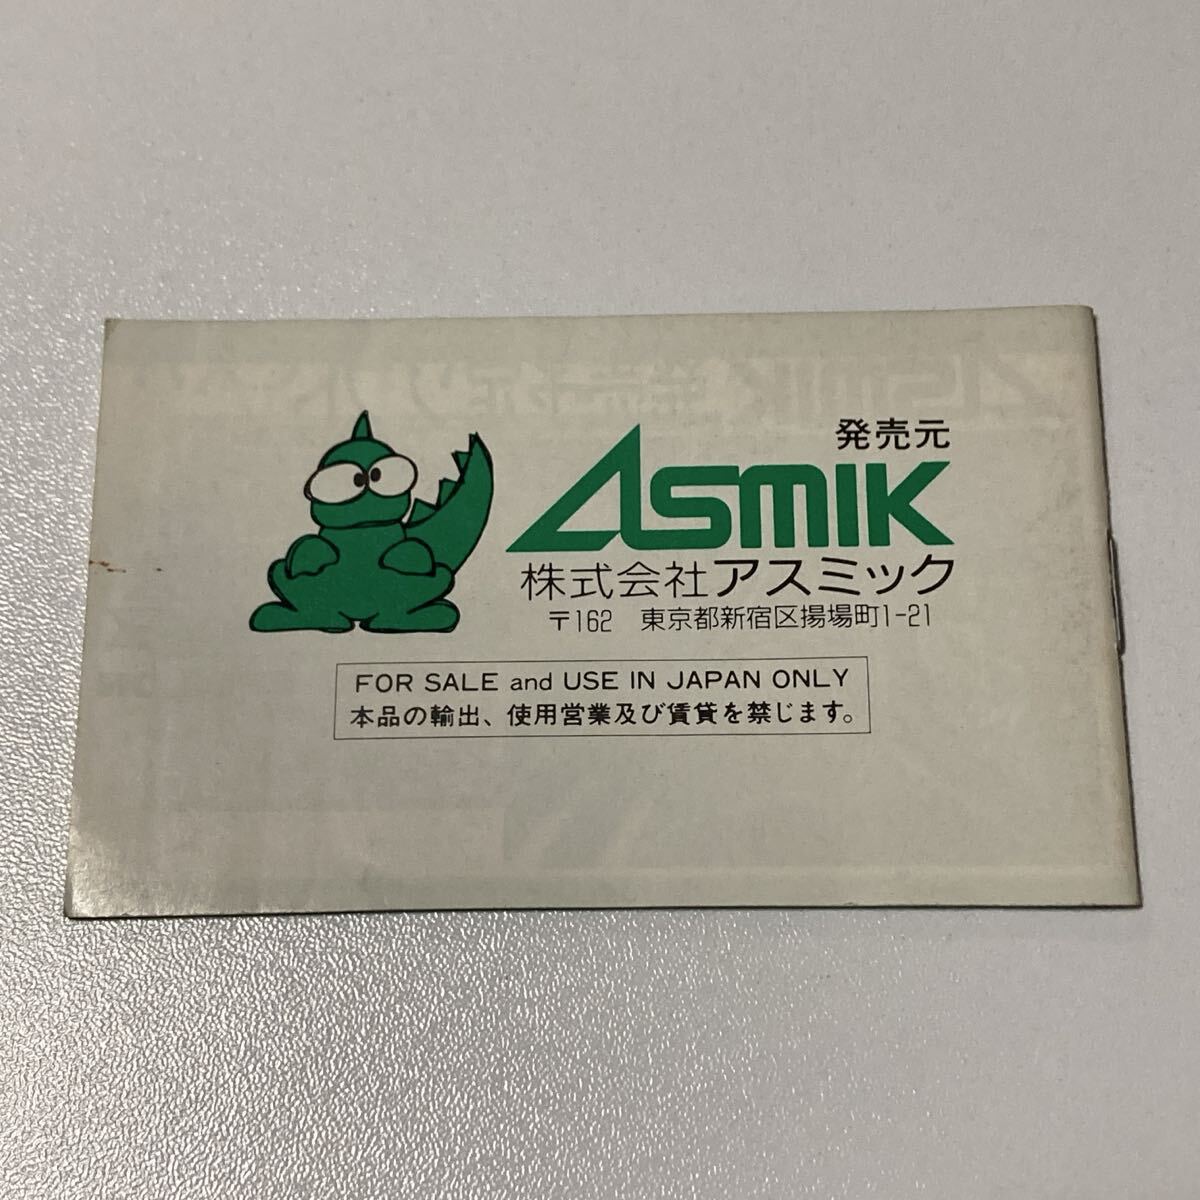 発売元
ASMIK
株式会社アスミック
〒162 東京都新宿区揚場町1-21
FOR SALE and USE IN JAPAN ONLY
本品の輸出、使用営業及び賃貸を禁じます。